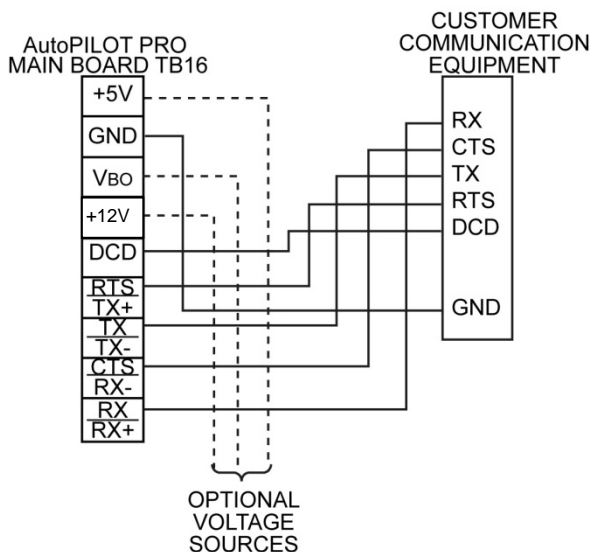 AutoPILOT PRO
MAIN BOARD TB16
+5V
GND
VBO
+12V
DCD
RTS
TX+
TX
TX-
CTS
RX-
RX
RX+
CUSTOMER
COMMUNICATION
EQUIPMENT
RX
CTS
TX
RTS
DCD
GND
OPTIONAL
VOLTAGE
SOURCES